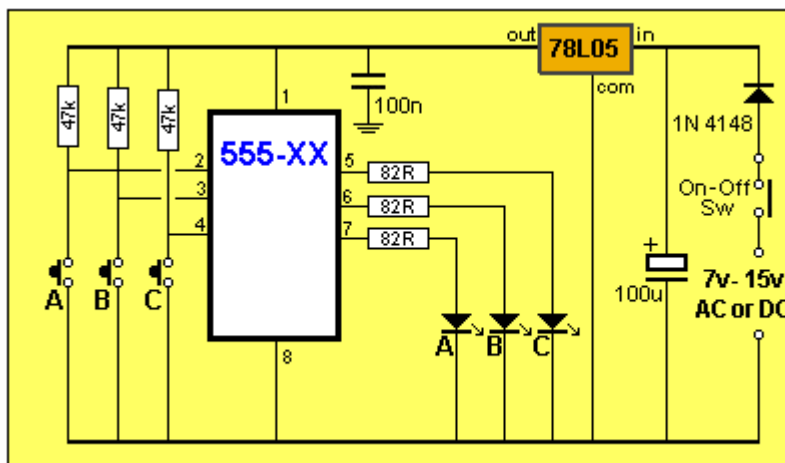 out
78L05
in
com
47k
47k
47k
1
100n
1N 4148
555-XX
2
3
4
5
6
7
82R
82R
82R
On-Off
Sw
+
100u
7v- 15v
AC or DC
A
B
C
A
B
C
8